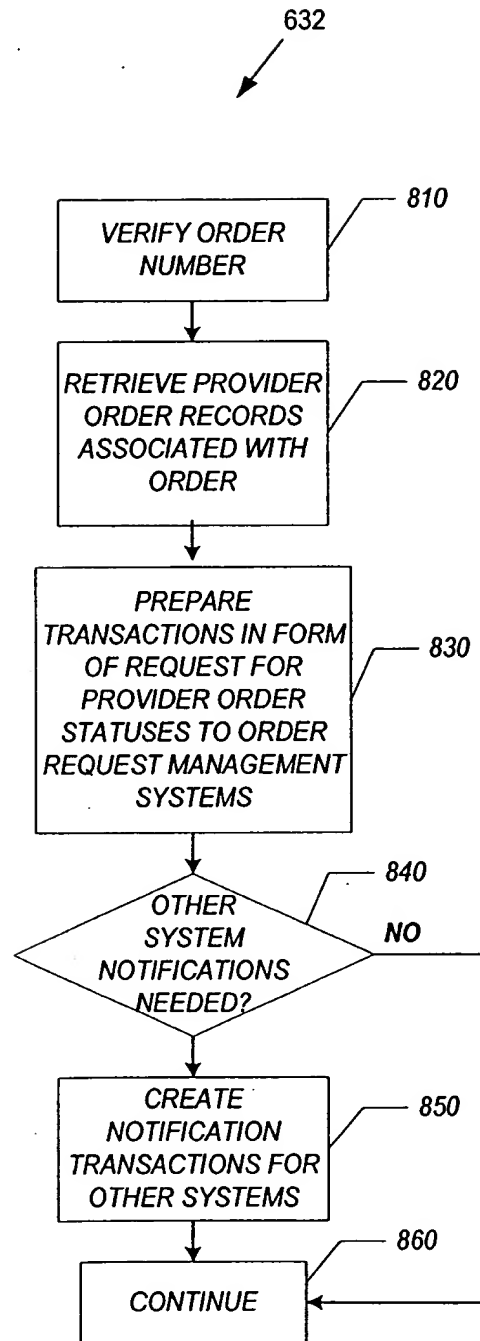 632
810
VERIFY ORDER
NUMBER
820
RETRIEVE PROVIDER
ORDER RECORDS
ASSOCIATED WITH
ORDER
PREPARE
TRANSACTIONS IN FORM
OF REQUEST FOR
PROVIDER ORDER
STATUSES TO ORDER
REQUEST MANAGEMENT
SYSTEMS
830
840
OTHER
SYSTEM
NOTIFICATIONS
NEEDED?
NO
CREATE
NOTIFICATION
TRANSACTIONS FOR
OTHER SYSTEMS
850
860
CONTINUE